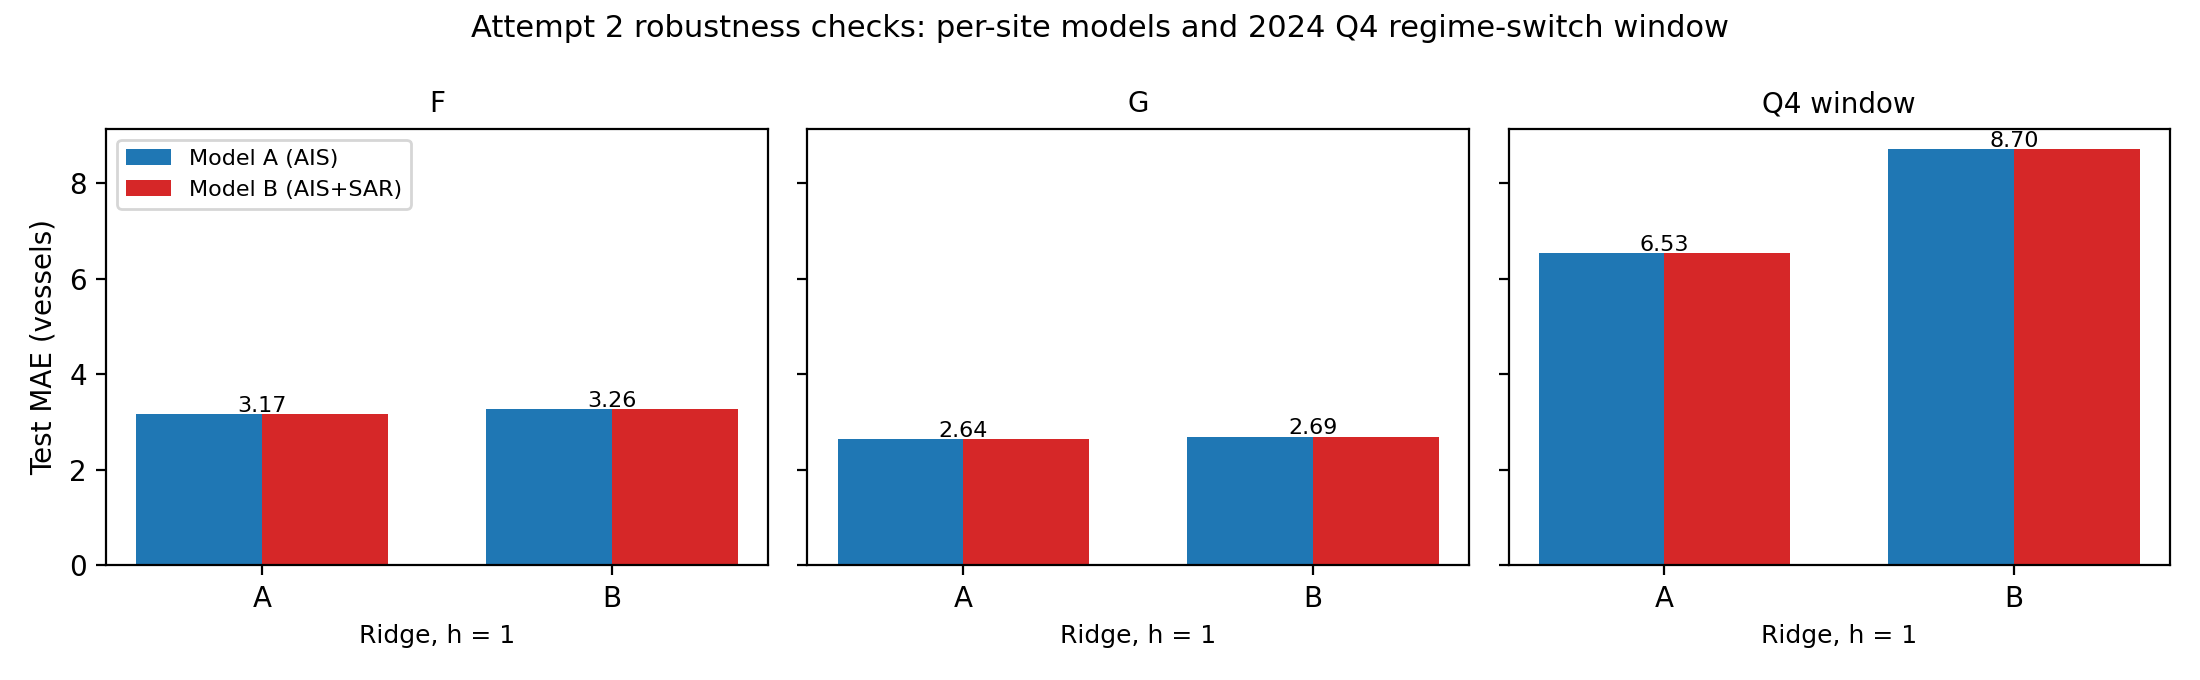 Attempt 2 robustness checks: per-site models and 2024 Q4 regime-switch window
F
G
Q4 window
Model A (AIS)
Model B (AIS+SAR)
Test MAE (vessels)
8
6
4
2
0
3.17
3.26
2.64
2.69
6.53
8.70
A
B
A
B
A
B
Ridge, h = 1
Ridge, h = 1
Ridge, h = 1